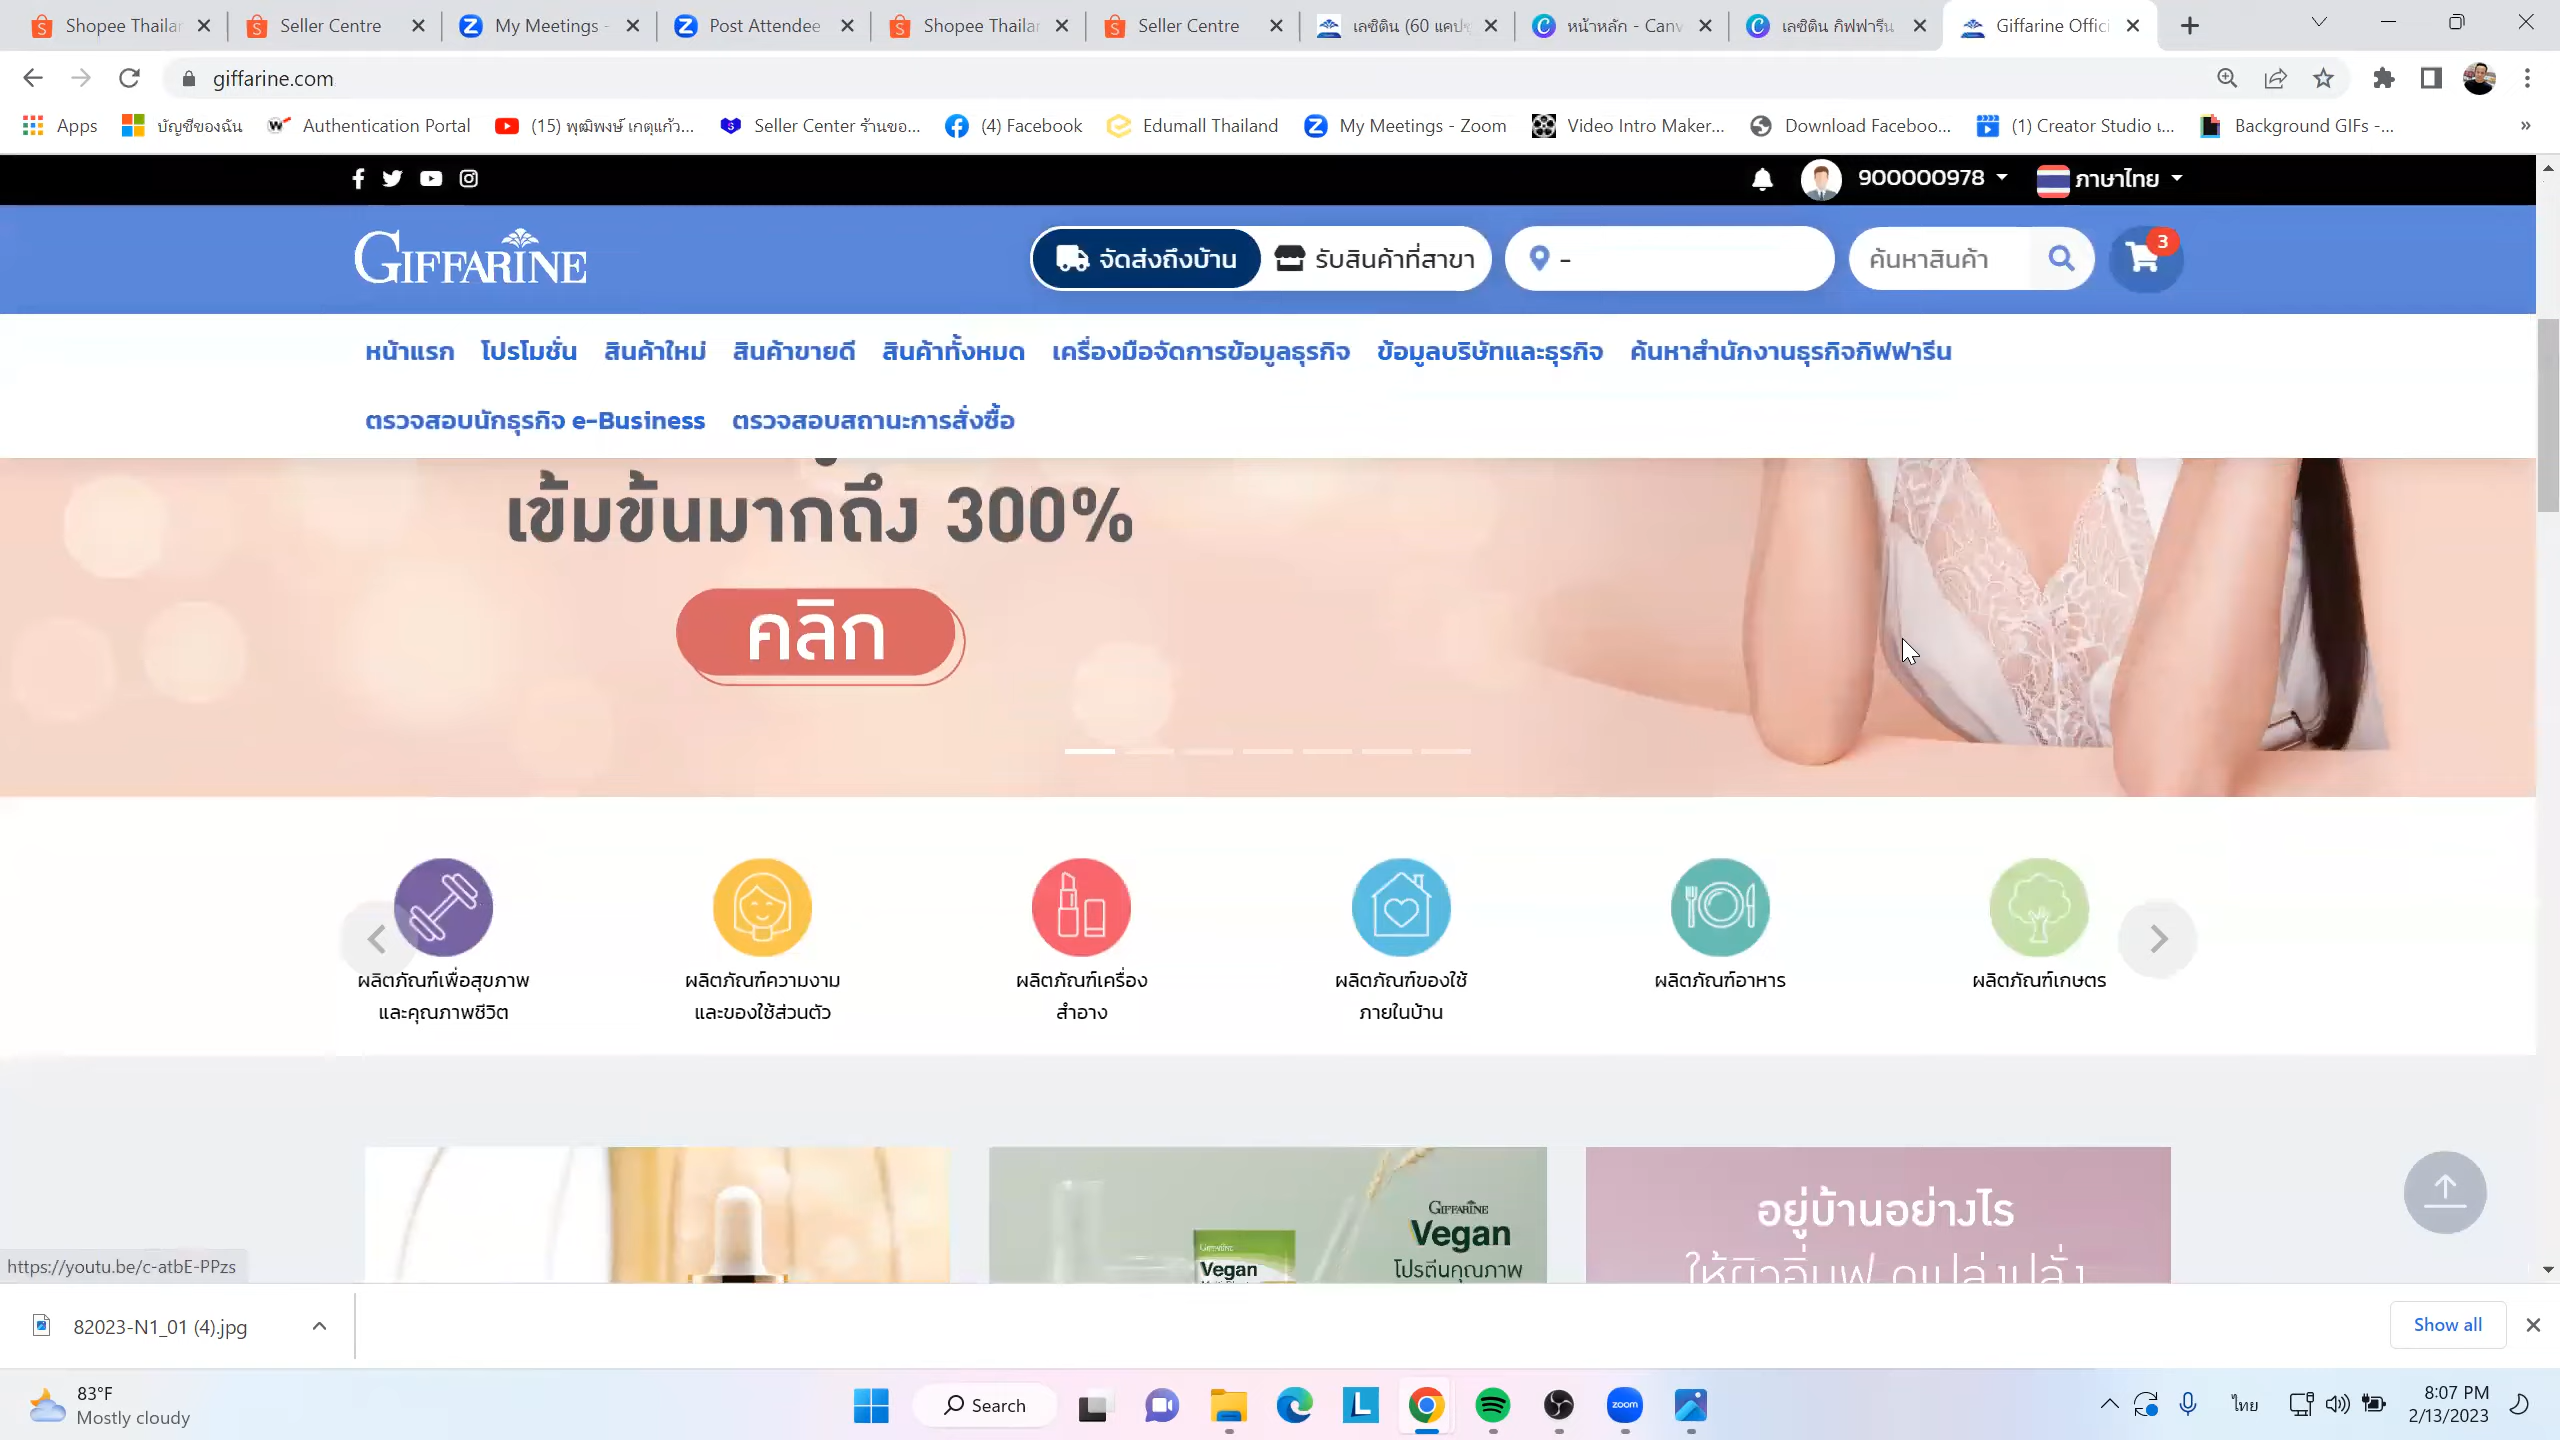 Shopee Thailar
Seller Centre
My Meetings -
Post Attendee
Shopee Thailar
Seller Centre
เลซิติน (60 แคปซู
หน้าหลัก - Canv
เลซิติน กิฟฟารีน
Giffarine Offici
giffarine.com
Apps
บัญชีของฉัน
Authentication Portal
(15) พุฒิพงษ์ เกตุแก้ว...
Seller Center ร้านขอ...
(4) Facebook
Edumall Thailand
My Meetings - Zoom
Video Intro Maker...
Download Faceboo...
(1) Creator Studio เ...
Background GIFs -...
»
900000978
ภาษาไทย
GIFFARINE
จัดส่งถึงบ้าน
รับสินค้าที่สาขา
-
ค้นหาสินค้า
3
หน้าแรก โปรโมชั่น สินค้าใหม่ สินค้าขายดี สินค้าทั้งหมด เครื่องมือจัดการข้อมูลธุรกิจ ข้อมูลบริษัทและธุรกิจ ค้นหาสำนักงานธุรกิจกิฟฟารีน
ตรวจสอบนักธุรกิจ e-Business ตรวจสอบสถานะการสั่งซื้อ
เข้มข้นมากถึง 300%
คลิก
ผลิตภัณฑ์เพื่อสุขภาพ
และคุณภาพชีวิต
ผลิตภัณฑ์ความงาม
และของใช้ส่วนตัว
ผลิตภัณฑ์เครื่อง
สำอาง
ผลิตภัณฑ์ของใช้
ภายในบ้าน
ผลิตภัณฑ์อาหาร
ผลิตภัณฑ์เกษตร
GIFFARINE
Vegan
โปรตีนคุณภาพ
Giffarine
Vegan
อยู่บ้านอย่างไร
ให้ผิวอิ่มฟู ดูเปล่งปลั่ง
https://youtu.be/c-atbE-PPzs
82023-N1_01 (4).jpg
Show all
83°F
Mostly cloudy
Search
zoom
ไทย
8:07 PM
2/13/2023